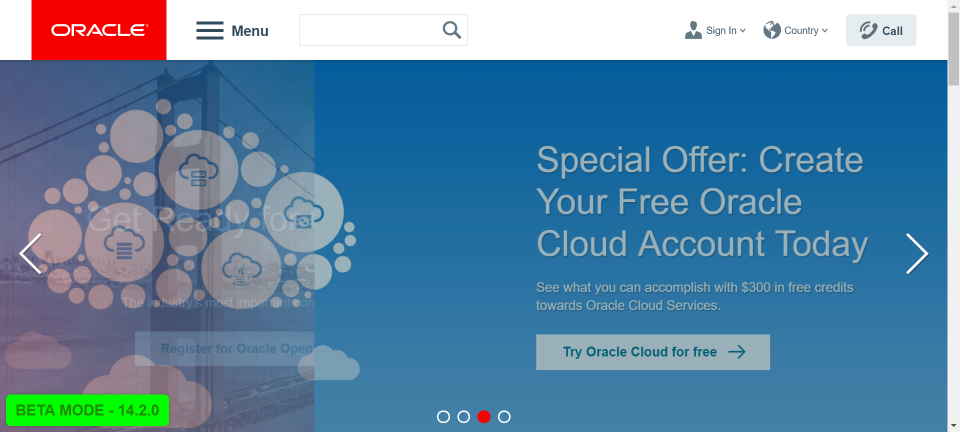 ORACLE
Menu
Sign In
Country
Call
Special Offer: Create
Your Free Oracle
Cloud Account Today
See what you can accomplish with $300 in free credits
towards Oracle Cloud Services.
Try Oracle Cloud for free
Get Ready for
The industry's most important con
Register for Oracle Open
BETA MODE - 14.2.0